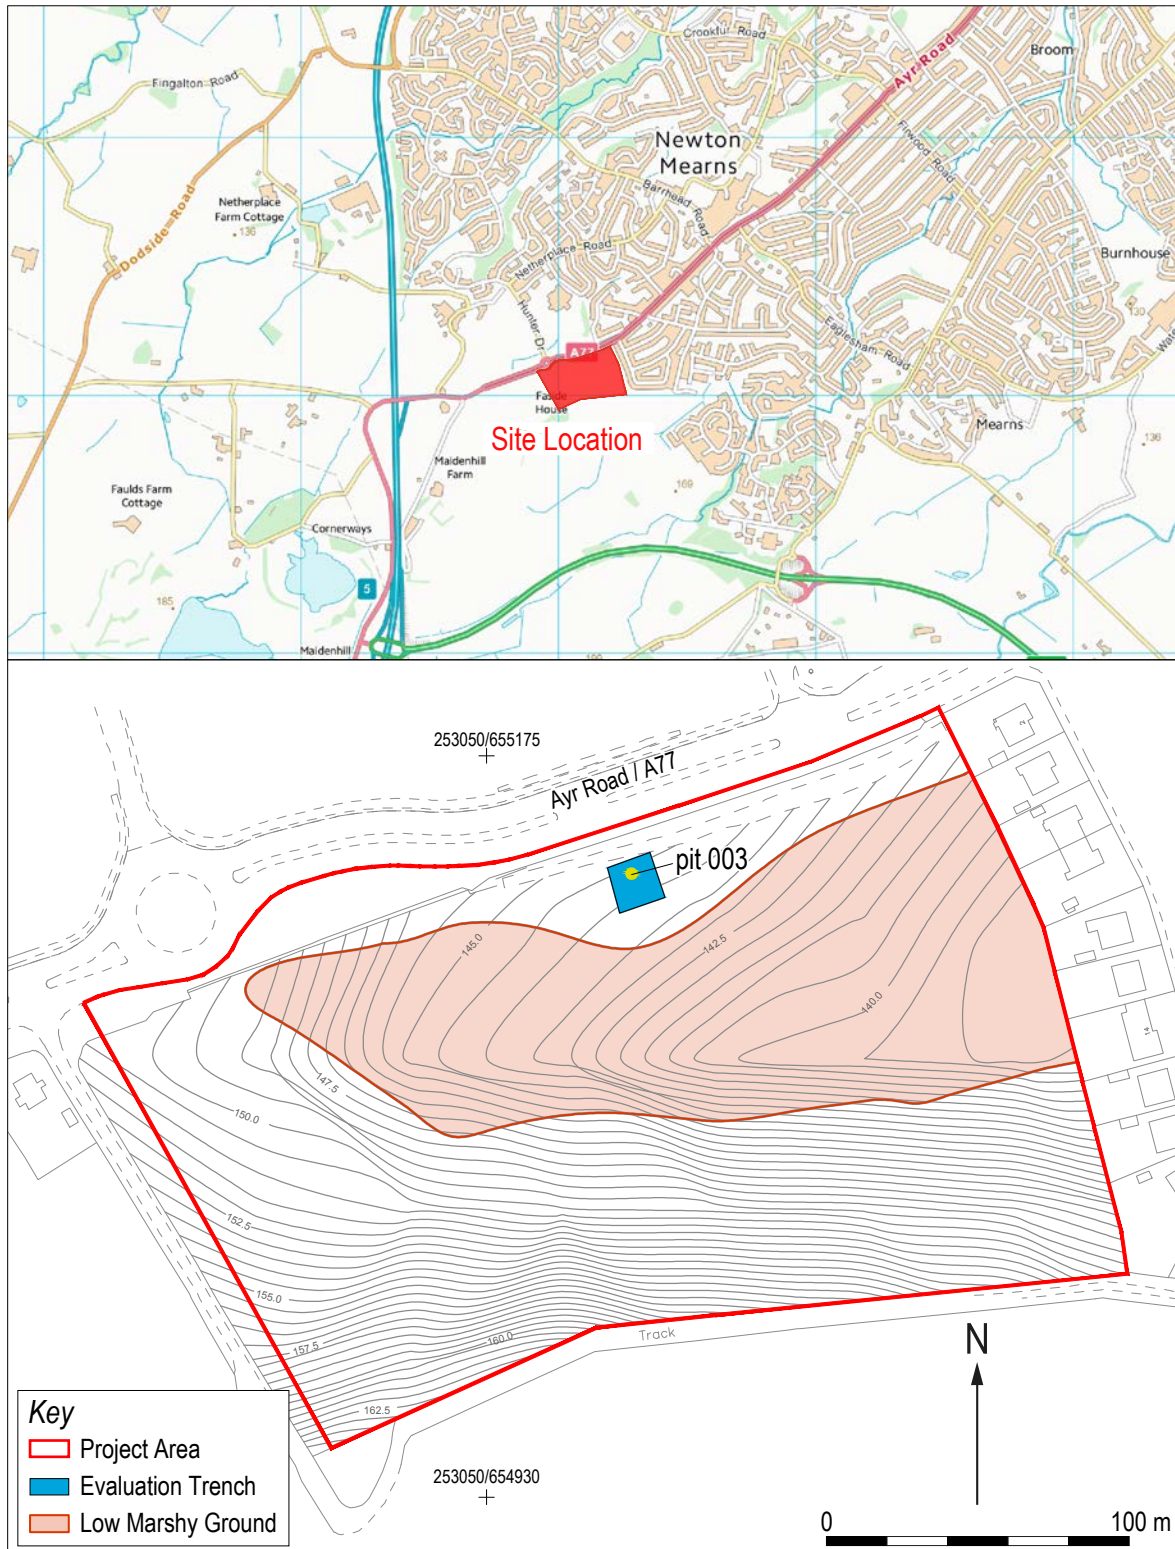 Crookfur Road
Broom
Fingalton Road
Ayr Road
Newton
Mearns
Firwood Road
Barrhead Road
Netherplace
Farm Cottage
136
Dodside Road
Netherplace Road
Burnhouse
Hunter Dr
130
Eaglesham Road
A77
House
Site Location
Mearns
136
Maidenhill
Farm
169
Faulds Farm
Cottage
Cornerways
5
185
Maidenhill
253050/655175
Ayr Road / A77
2
pit 003
145.0
142.5
140.0
14
147.5
150.0
152.5
155.0
157.5
160.0
162.5
Track
N
Key
Project Area
Evaluation Trench
Low Marshy Ground
253050/654930
0
100 m